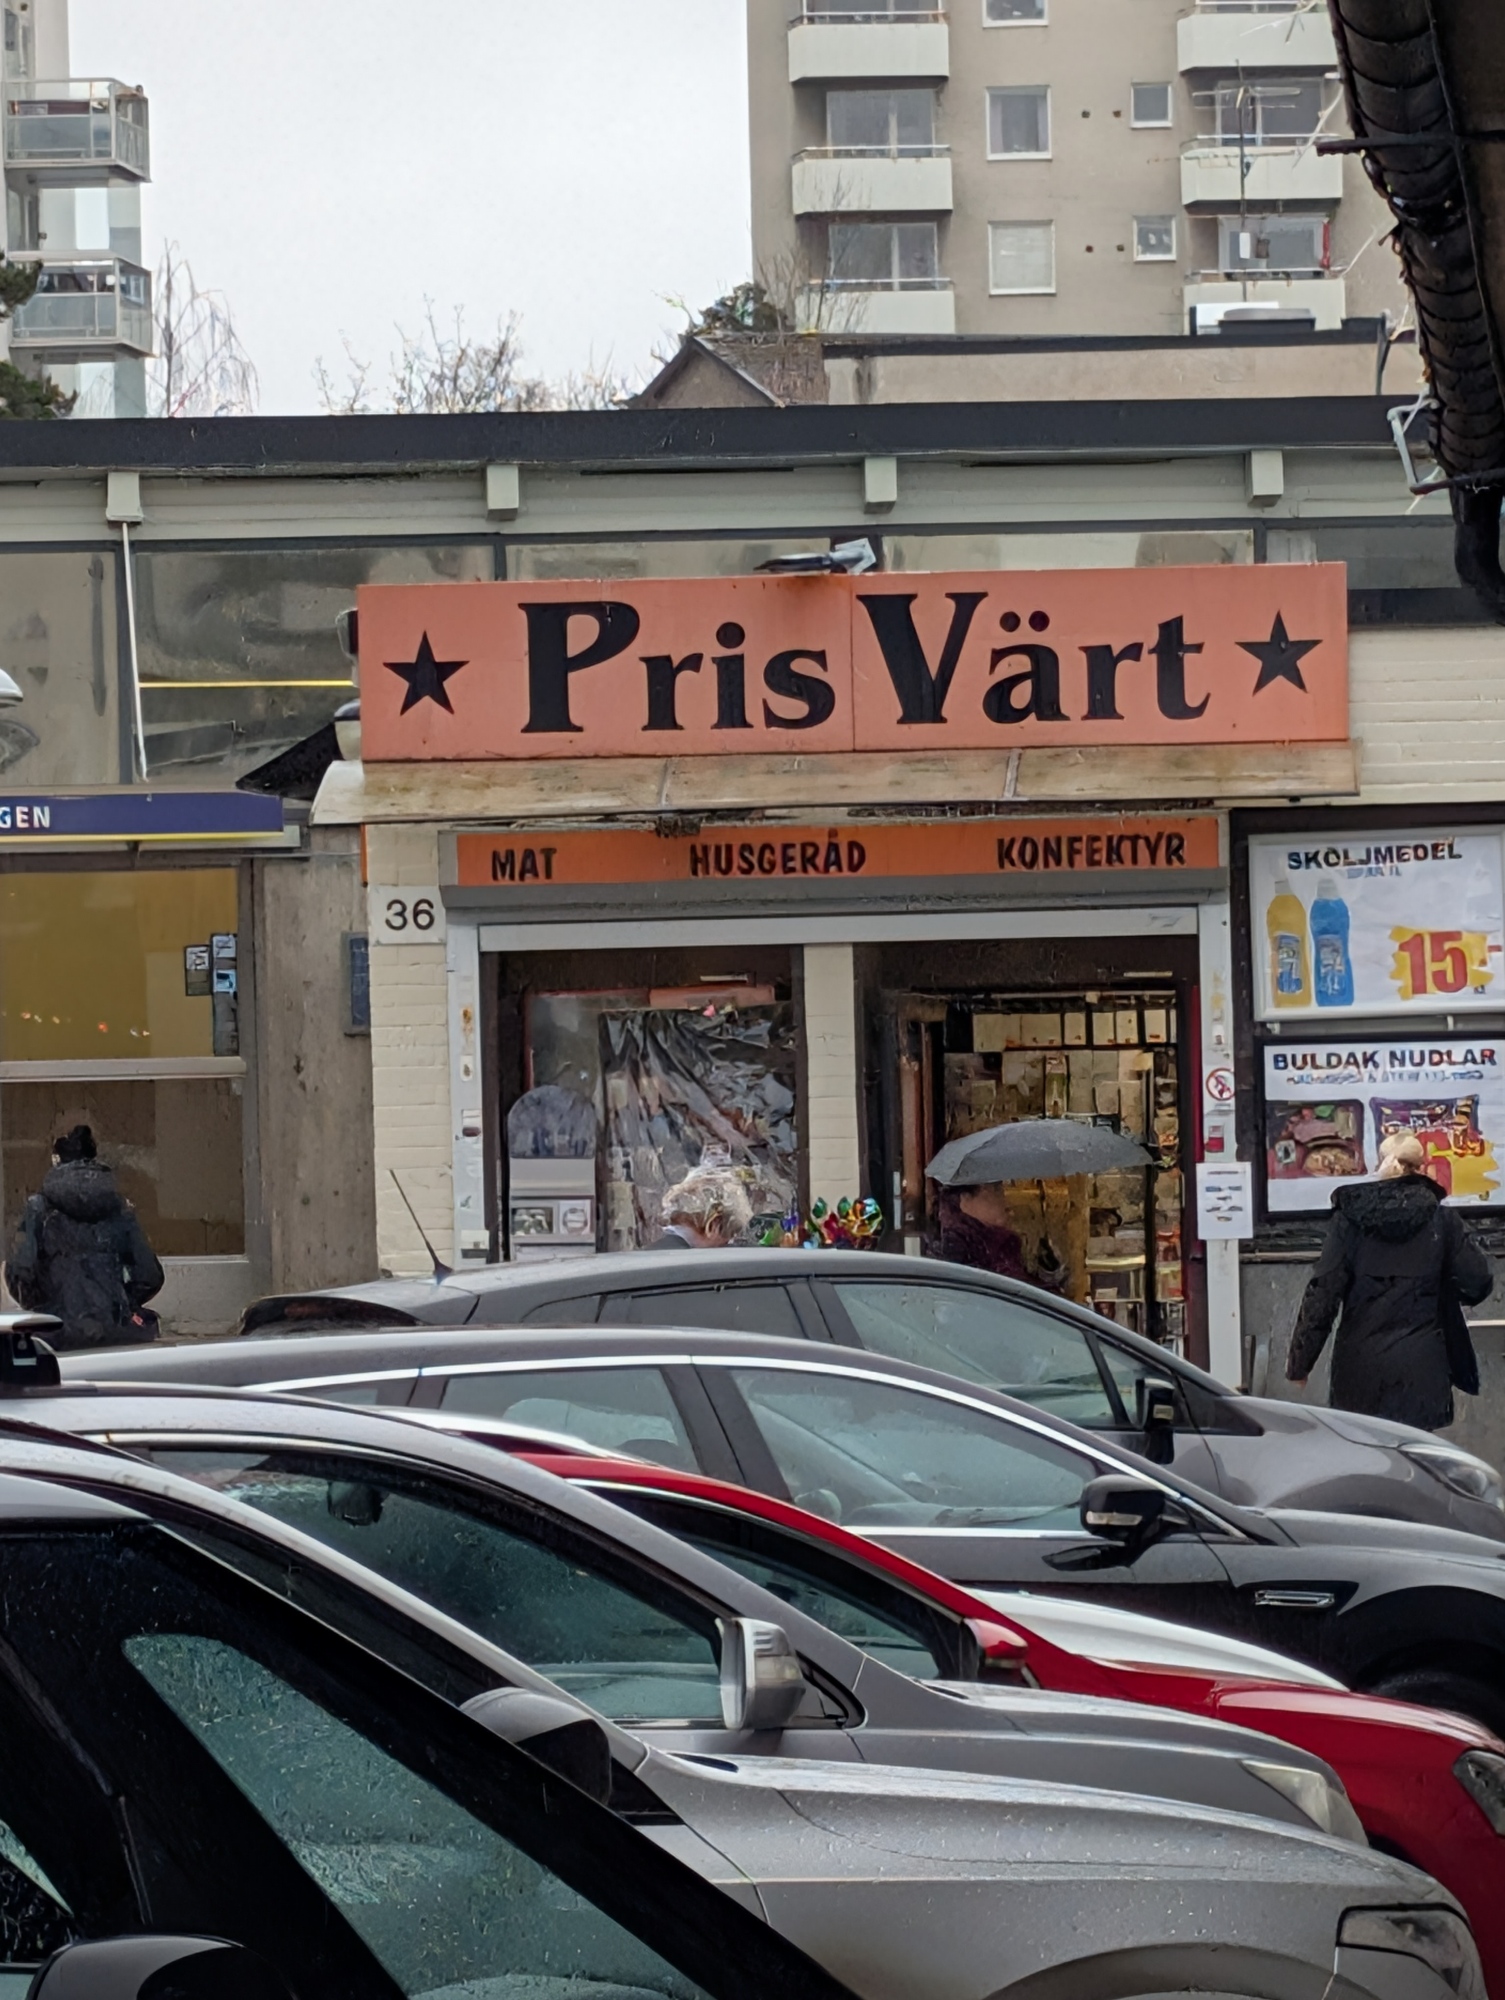 Pris Värt
GEN
MAT HUSGERÅD KONFEKTYR
36
SKÖLJMEDEL
15:-
BULDAK NUDLAR